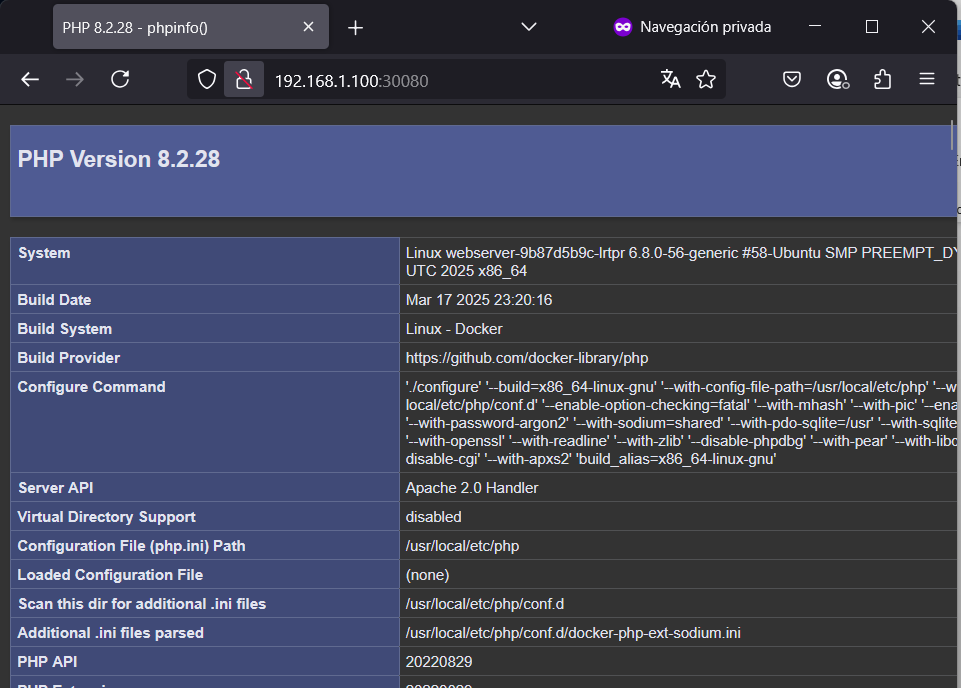 PHP 8.2.28 - phpinfo()
Navegación privada
192.168.1.100:30080
PHP Version 8.2.28
System
Linux webserver-9b87d5b9c-lrtpr 6.8.0-56-generic #58-Ubuntu SMP PREEMPT_DY
UTC 2025 x86_64
Build Date
Mar 17 2025 23:20:16
Build System
Linux - Docker
Build Provider
https://github.com/docker-library/php
Configure Command
'./configure' '--build=x86_64-linux-gnu' '--with-config-file-path=/usr/local/etc/php' '--w
local/etc/php/conf.d' '--enable-option-checking=fatal' '--with-mhash' '--with-pic' '--ena
'--with-password-argon2' '--with-sodium=shared' '--with-pdo-sqlite=/usr' '--with-sqlite
'--with-openssl' '--with-readline' '--with-zlib' '--disable-phpdbg' '--with-pear' '--with-libd
disable-cgi' '--with-apxs2' 'build_alias=x86_64-linux-gnu'
Server API
Apache 2.0 Handler
Virtual Directory Support
disabled
Configuration File (php.ini) Path
/usr/local/etc/php
Loaded Configuration File
(none)
Scan this dir for additional .ini files
/usr/local/etc/php/conf.d
Additional .ini files parsed
/usr/local/etc/php/conf.d/docker-php-ext-sodium.ini
PHP API
20220829